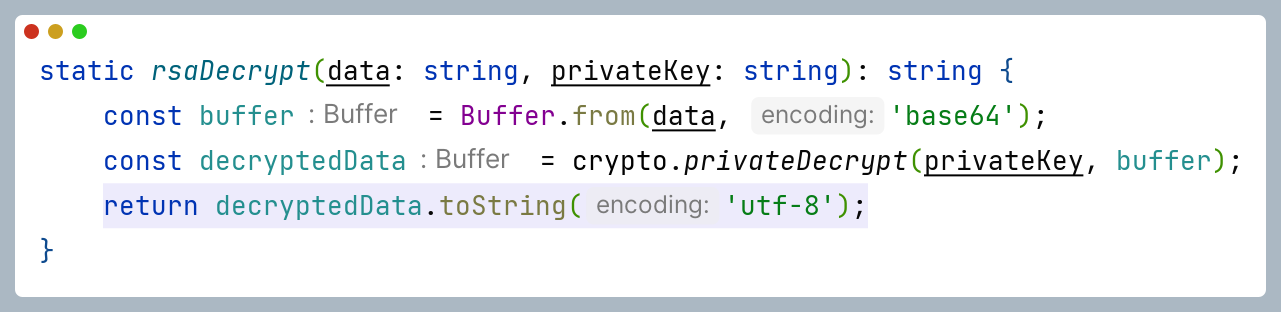 static rsaDecrypt(data: string, privateKey: string): string {
    const buffer : Buffer = Buffer.from(data, encoding: 'base64');
    const decryptedData : Buffer = crypto.privateDecrypt(privateKey, buffer);
    return decryptedData.toString( encoding: 'utf-8');
}